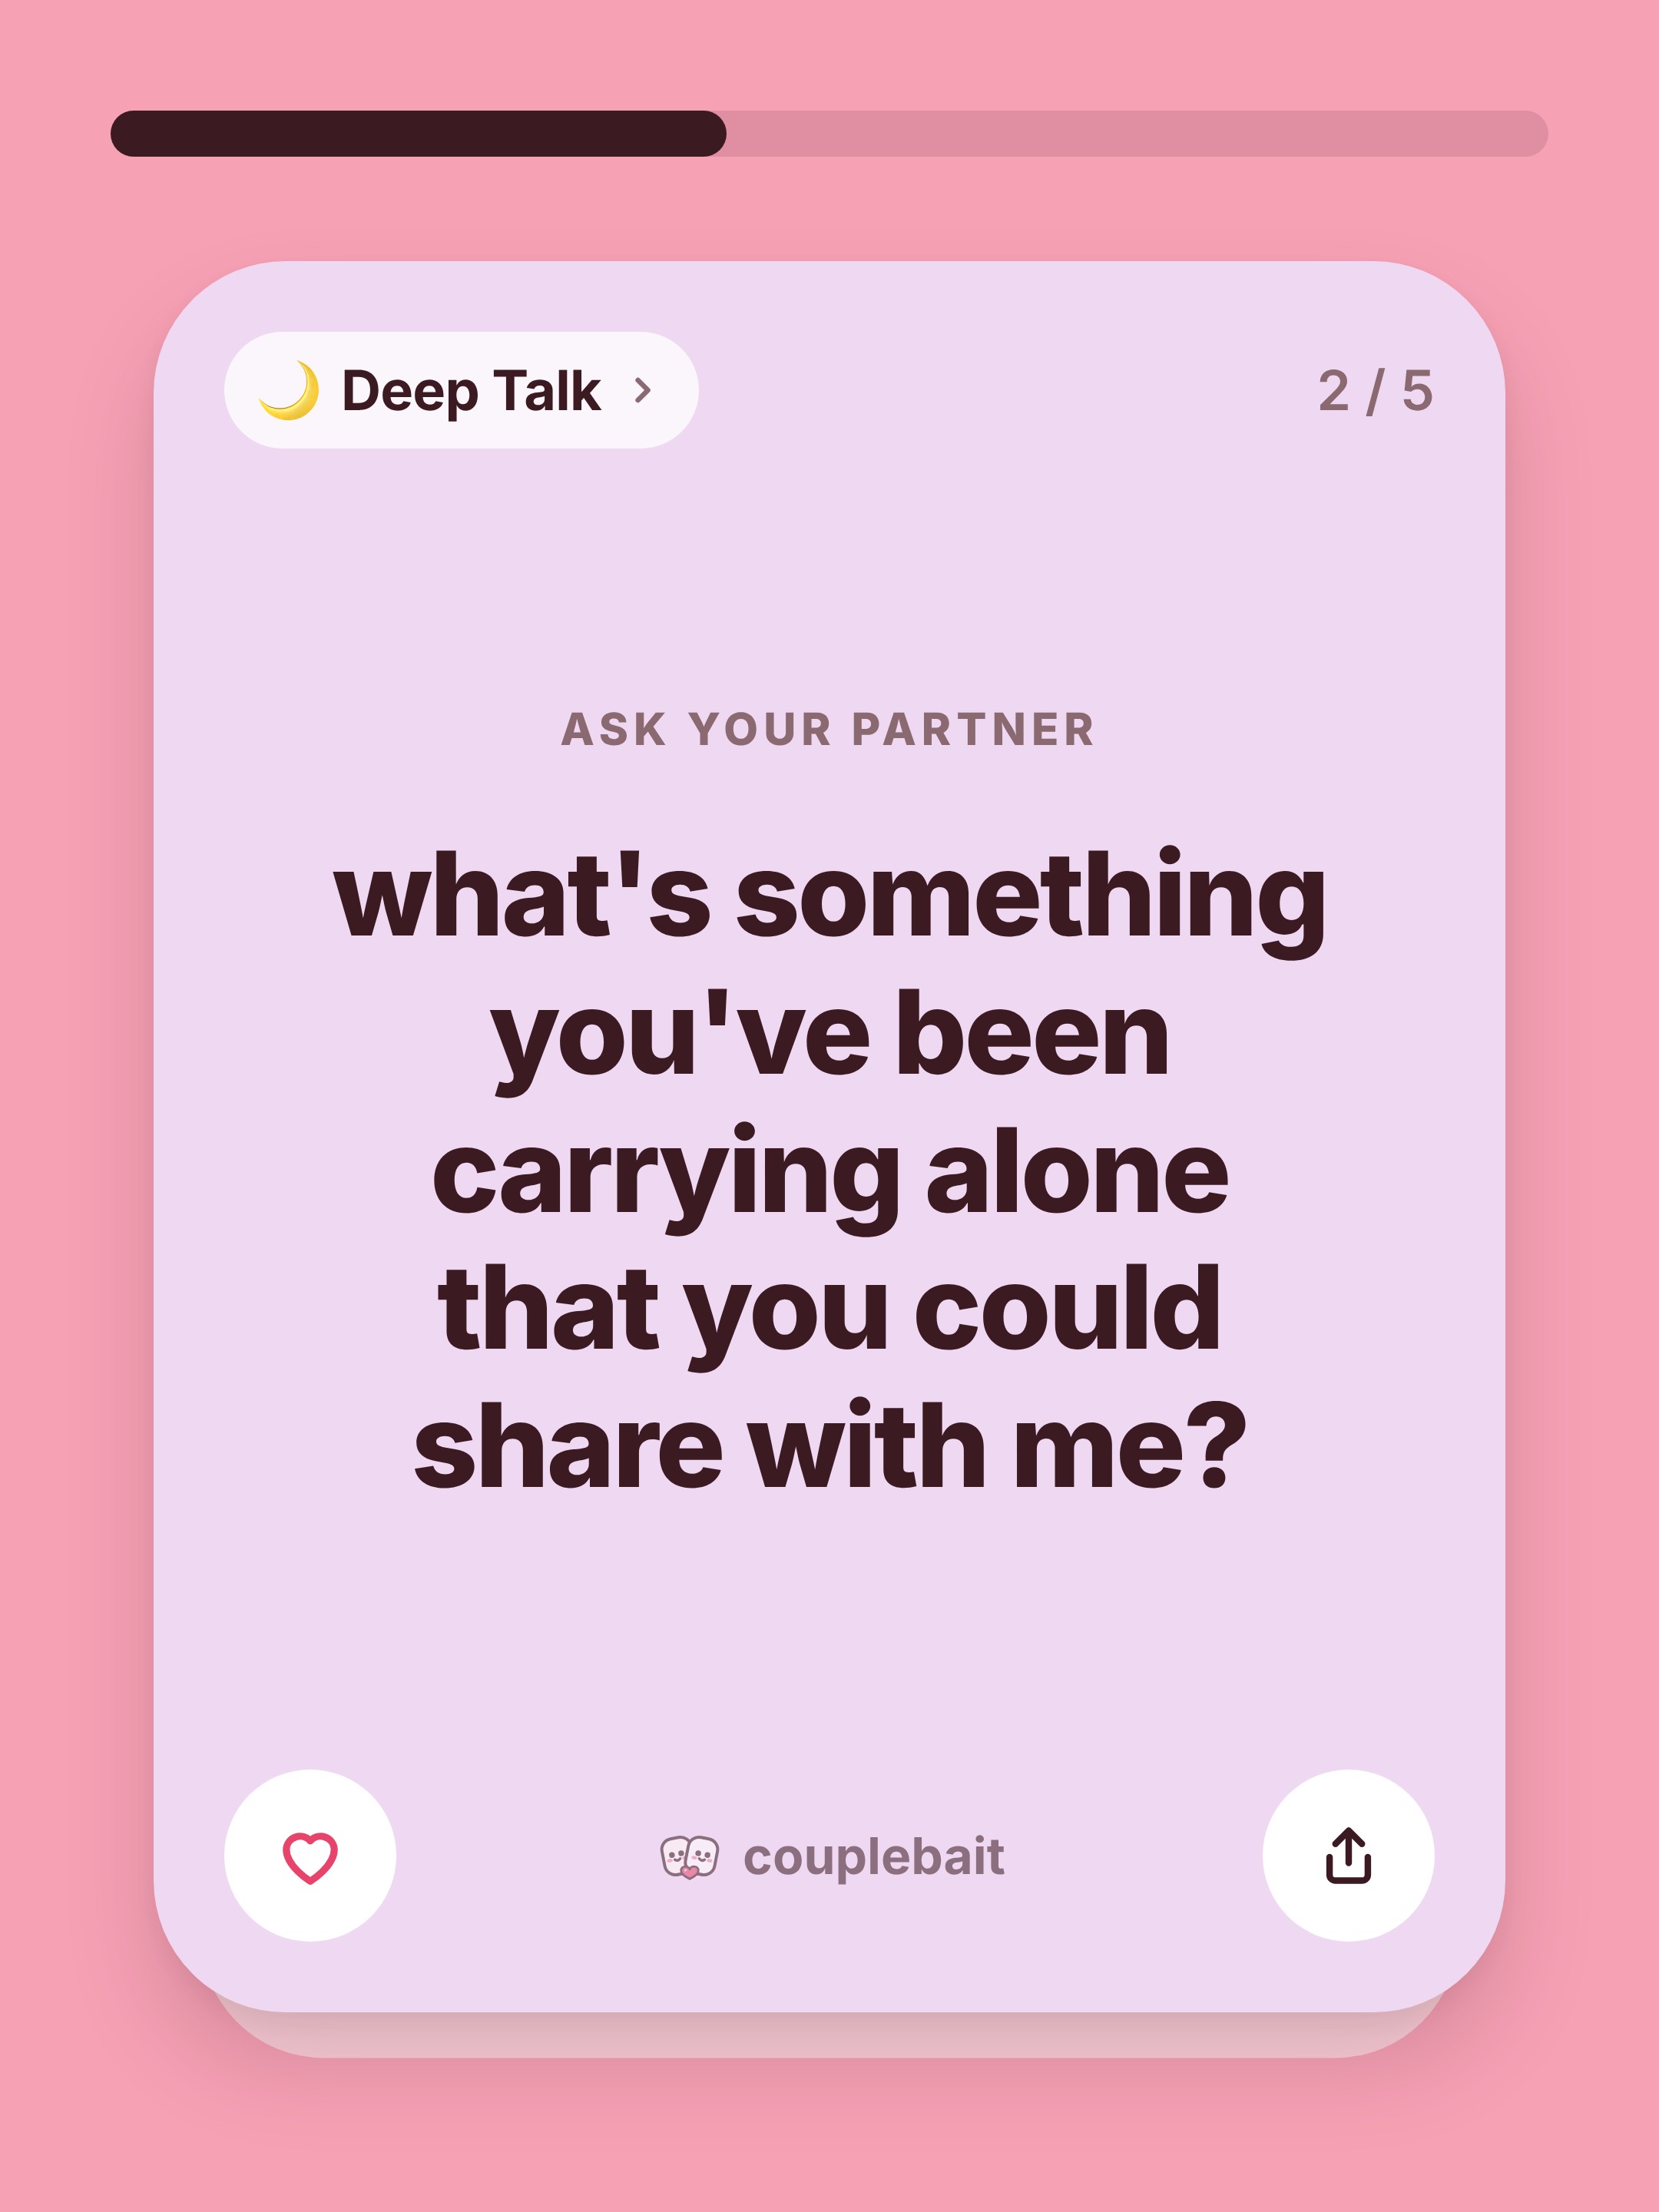 🌙 Deep Talk >
2 / 5
ASK YOUR PARTNER
what's something
you've been
carrying alone
that you could
share with me?
couplebait